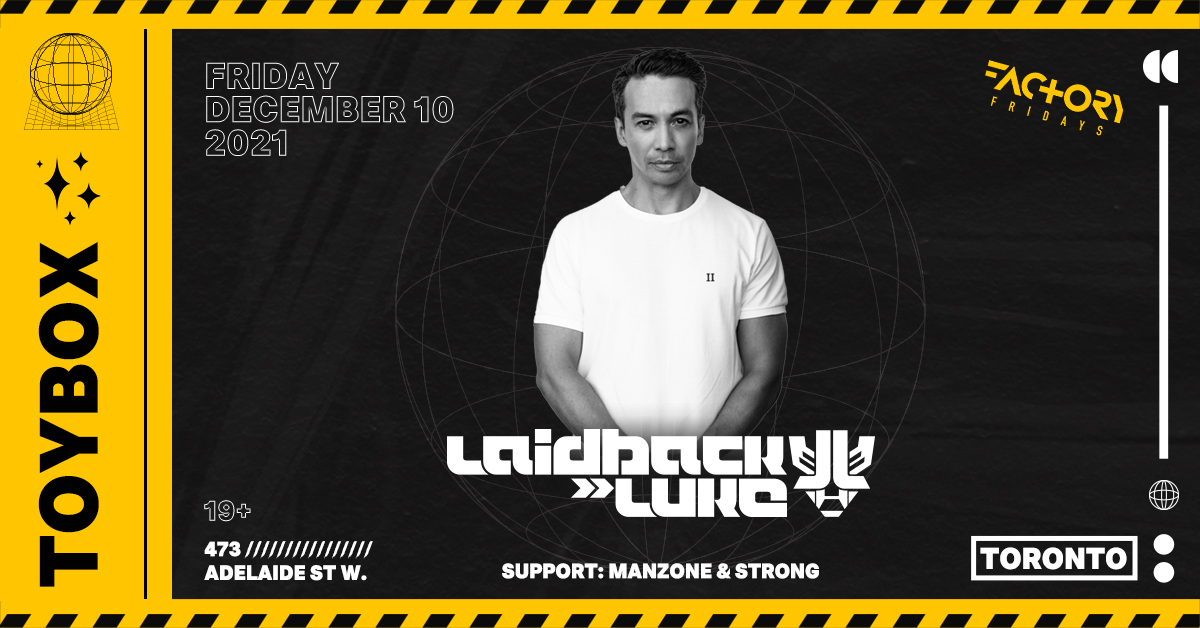 TOYBOX
FRIDAY
DECEMBER 10
2021
FACTORY
FRIDAYS
II
laidback
»LUKE
19+
473 ////////////////
ADELAIDE ST W.
SUPPORT: MANZONE & STRONG
TORONTO